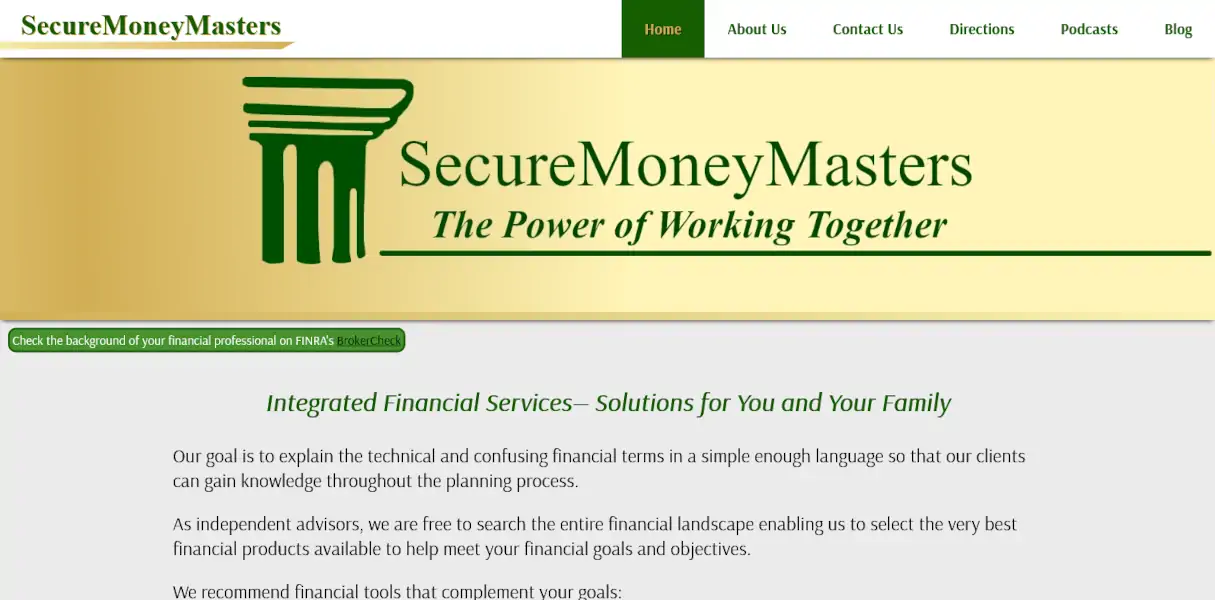 SecureMoneyMasters
Home About Us Contact Us Directions Podcasts Blog
SecureMoneyMasters
The Power of Working Together
Check the background of your financial professional on FINRA's BrokerCheck
Integrated Financial Services— Solutions for You and Your Family
Our goal is to explain the technical and confusing financial terms in a simple enough language so that our clients
can gain knowledge throughout the planning process.
As independent advisors, we are free to search the entire financial landscape enabling us to select the very best
financial products available to help meet your financial goals and objectives.
We recommend financial tools that complement your goals: